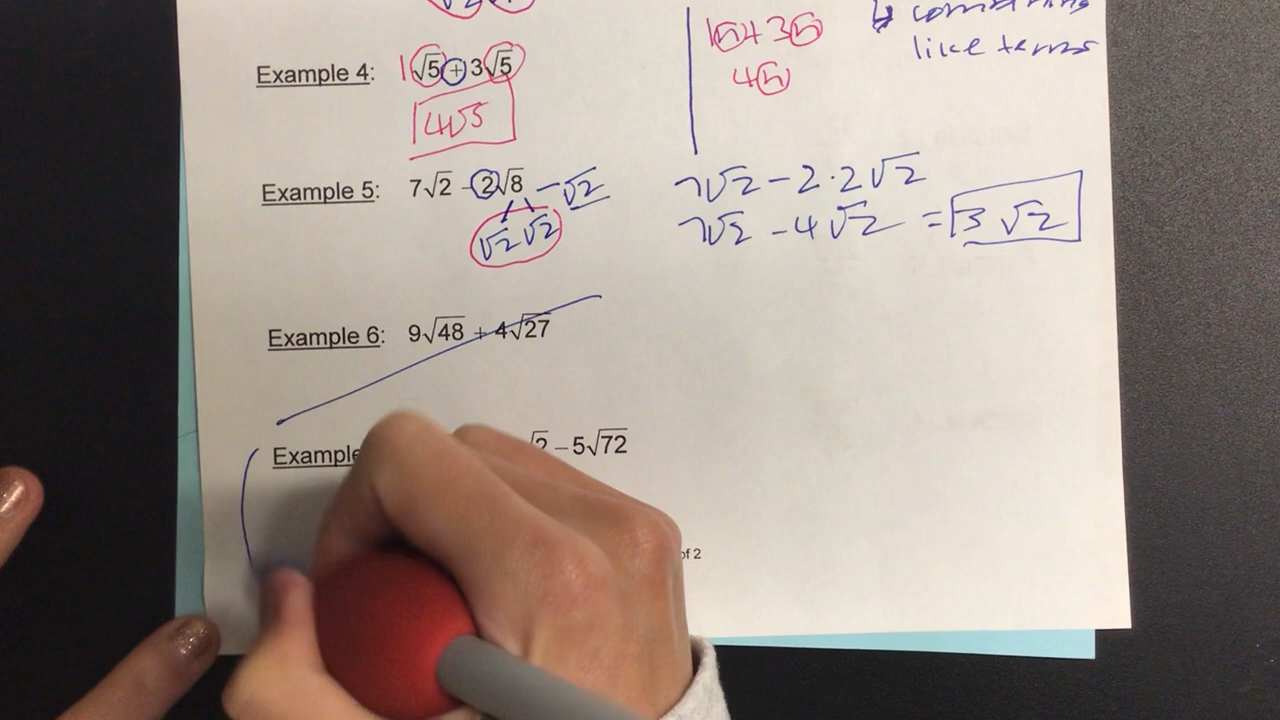 combining
like terms
Example 4: 1√5 + 3√5
4√5
1(5)+3(5)
4(5)
Example 5: 7√2 - 2√8 - √2
√2 √2
7√2 - 2·2√2
7√2 - 4√2 = 3√2
Example 6: 9√48 + 4√27
Example √2 - 5√72
of 2